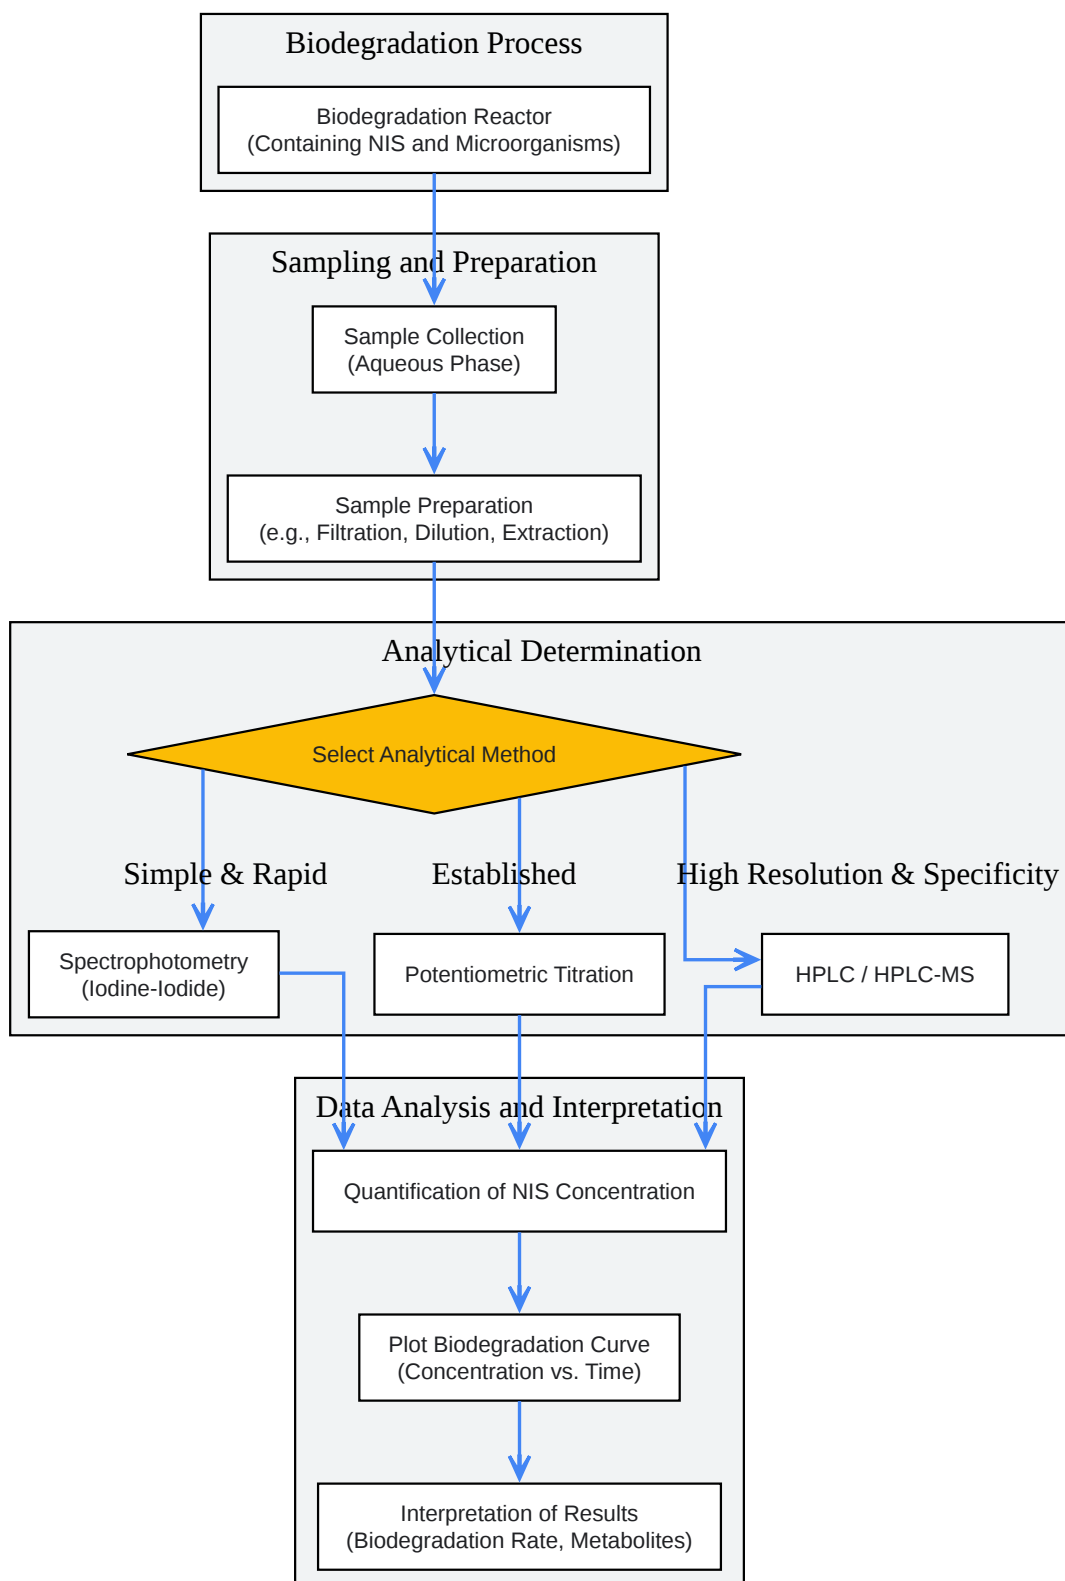 Biodegradation Process
Biodegradation Reactor
(Containing NIS and Microorganisms)
Sampling and Preparation
Sample Collection
(Aqueous Phase)
Sample Preparation
(e.g., Filtration, Dilution, Extraction)
Analytical Determination
Select Analytical Method
Simple & Rapid
Established
High Resolution & Specificity
Spectrophotometry
(Iodine-Iodide)
Potentiometric Titration
HPLC / HPLC-MS
Data Analysis and Interpretation
Quantification of NIS Concentration
Plot Biodegradation Curve
(Concentration vs. Time)
Interpretation of Results
(Biodegradation Rate, Metabolites)